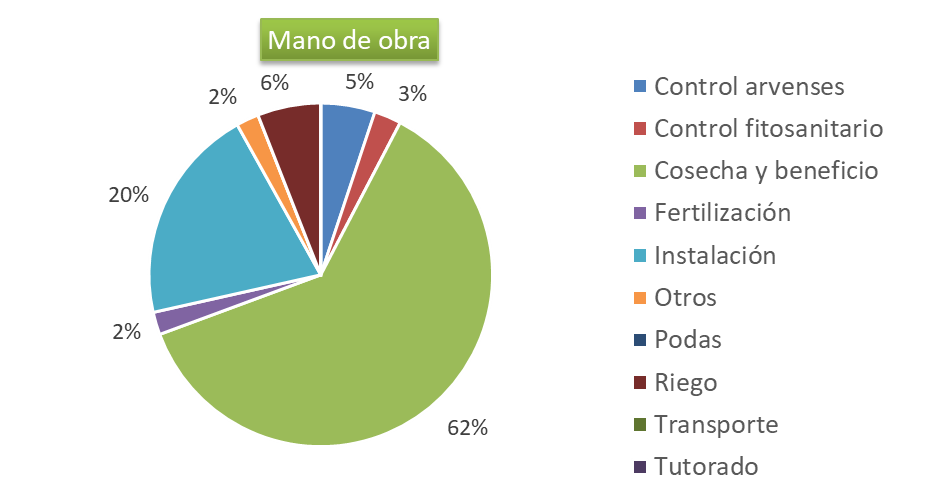 Mano de obra
2%
6%
5%
3%
20%
2%
62%
Control arvenses
Control fitosanitario
Cosecha y beneficio
Fertilización
Instalación
Otros
Podas
Riego
Transporte
Tutorado